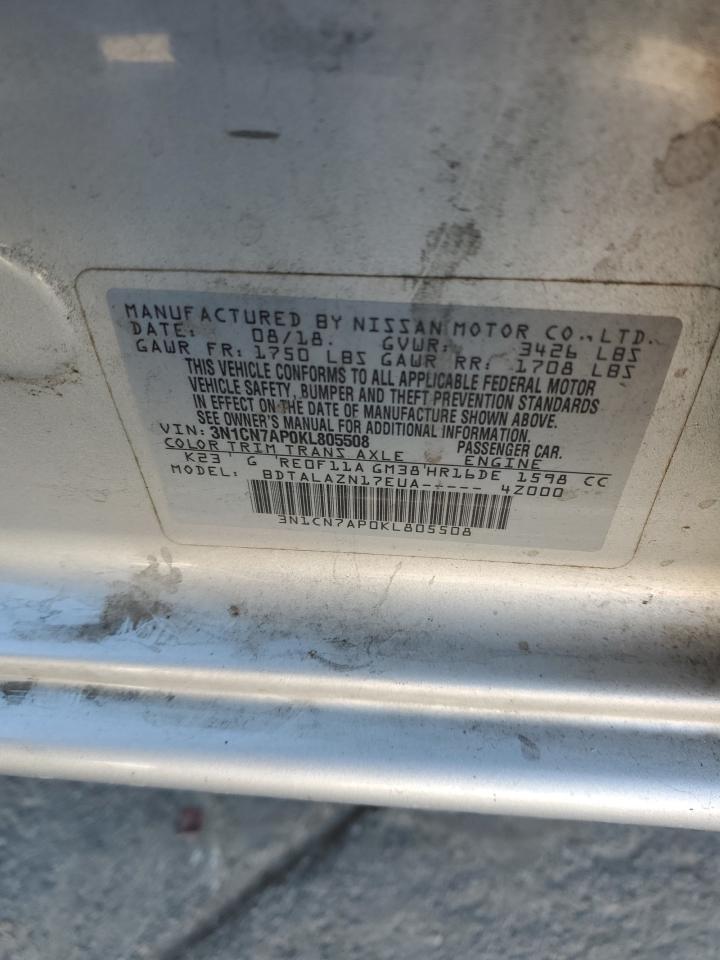 MANUFACTURED BY NISSAN MOTOR CO., LTD.
DATE: 08/18. GVWR: 3426 LBS
GAWR FR: 1750 LBS GAWR RR: 1708 LBS
THIS VEHICLE CONFORMS TO ALL APPLICABLE FEDERAL MOTOR
VEHICLE SAFETY, BUMPER AND THEFT PREVENTION STANDARDS
IN EFFECT ON THE DATE OF MANUFACTURE SHOWN ABOVE.
SEE OWNER'S MANUAL FOR ADDITIONAL INFORMATION.
VIN: 3N1CN7AP0KL805508 PASSENGER CAR.
COLOR TRIM TRANS AXLE ENGINE
K23 G RE0F11A GM38 HR16DE 1598 CC
MODEL: BDTALAZN17EUA----- 4Z000
3N1CN7AP0KL805508